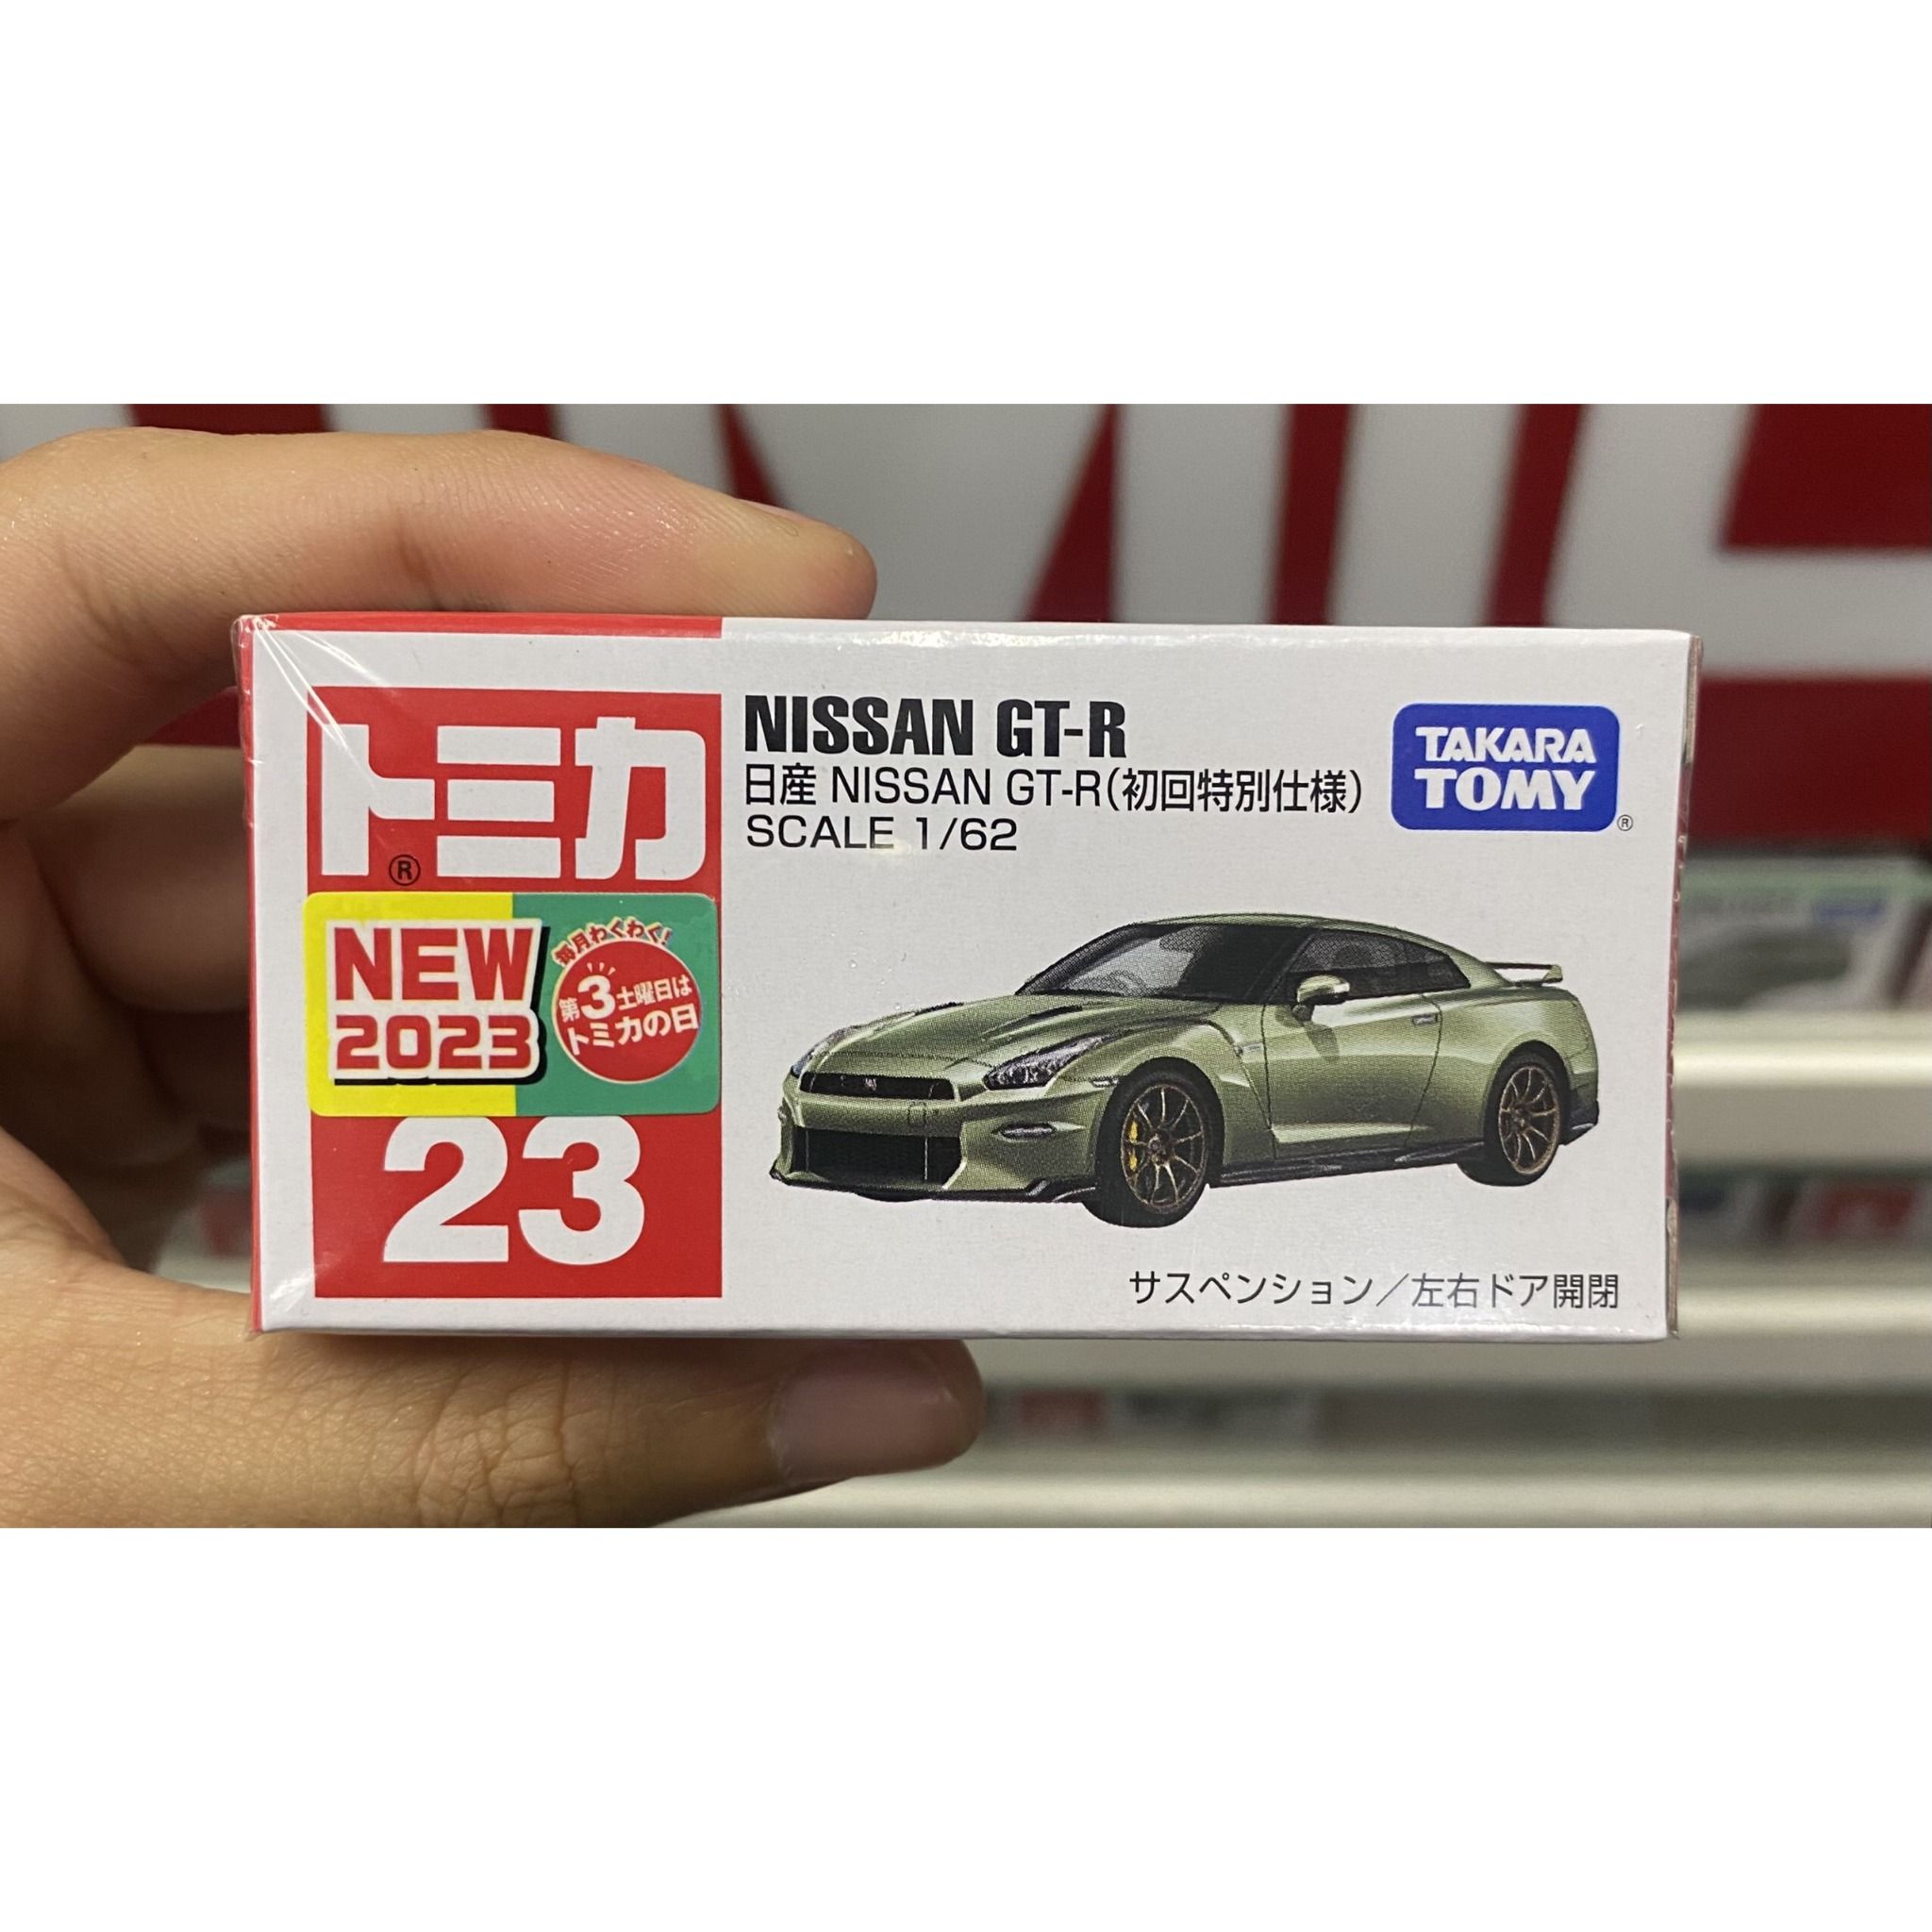 トミカ
®
NEW
2023
毎月わくわく!
第3土曜日は
トミカの日
23
NISSAN GT-R
日産 NISSAN GT-R(初回特別仕様)
SCALE 1/62
TAKARA
TOMY
®
サスペンション/左右ドア開閉